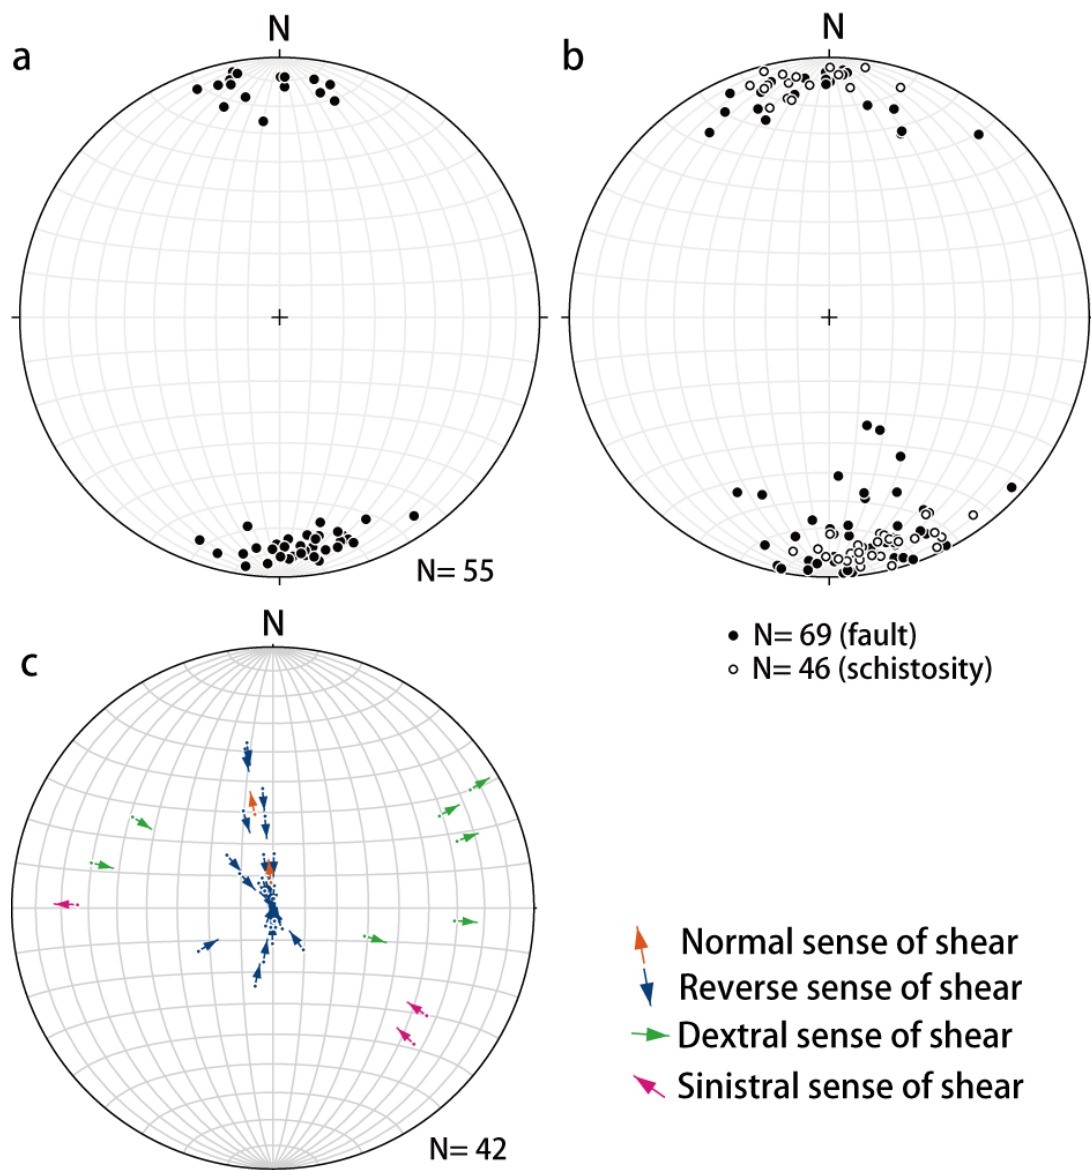 N
a
N= 55
N
b
N= 69 (fault)
N= 46 (schistosity)
N
c
N= 42
Normal sense of shear
Reverse sense of shear
Dextral sense of shear
Sinistral sense of shear